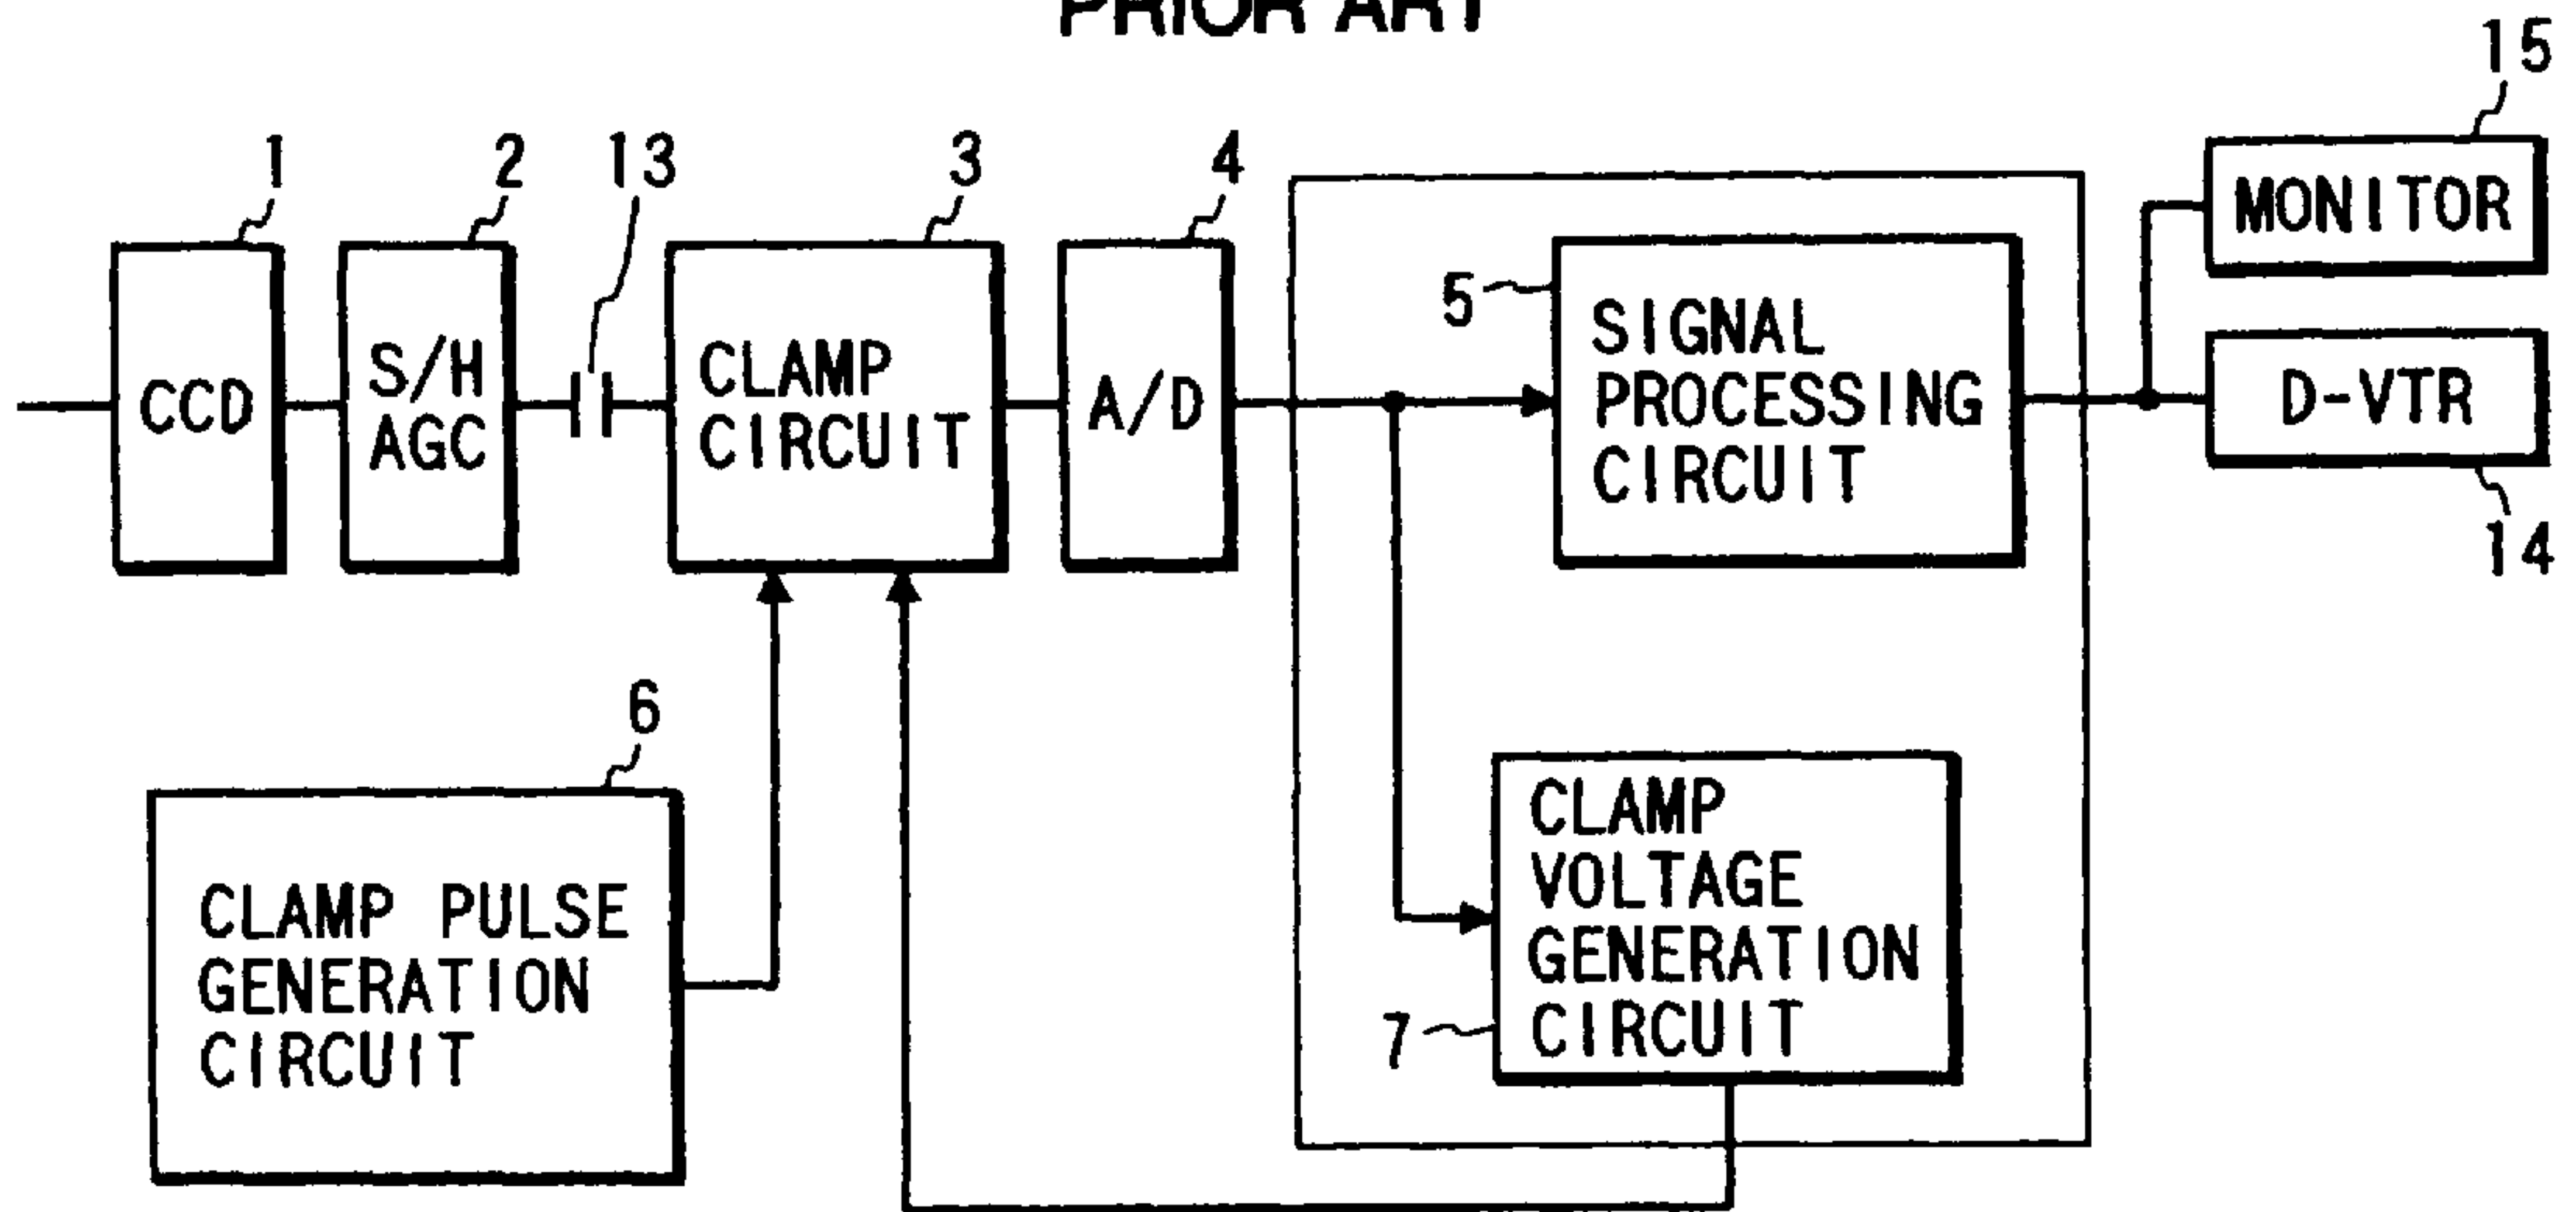 PRIOR ART
15
1
2
13
3
4
MONITOR
5
CCD
S/H
AGC
CLAMP
CIRCUIT
A/D
SIGNAL
PROCESSING
CIRCUIT
D-VTR
14
6
CLAMP PULSE
GENERATION
CIRCUIT
CLAMP
VOLTAGE
GENERATION
CIRCUIT
7